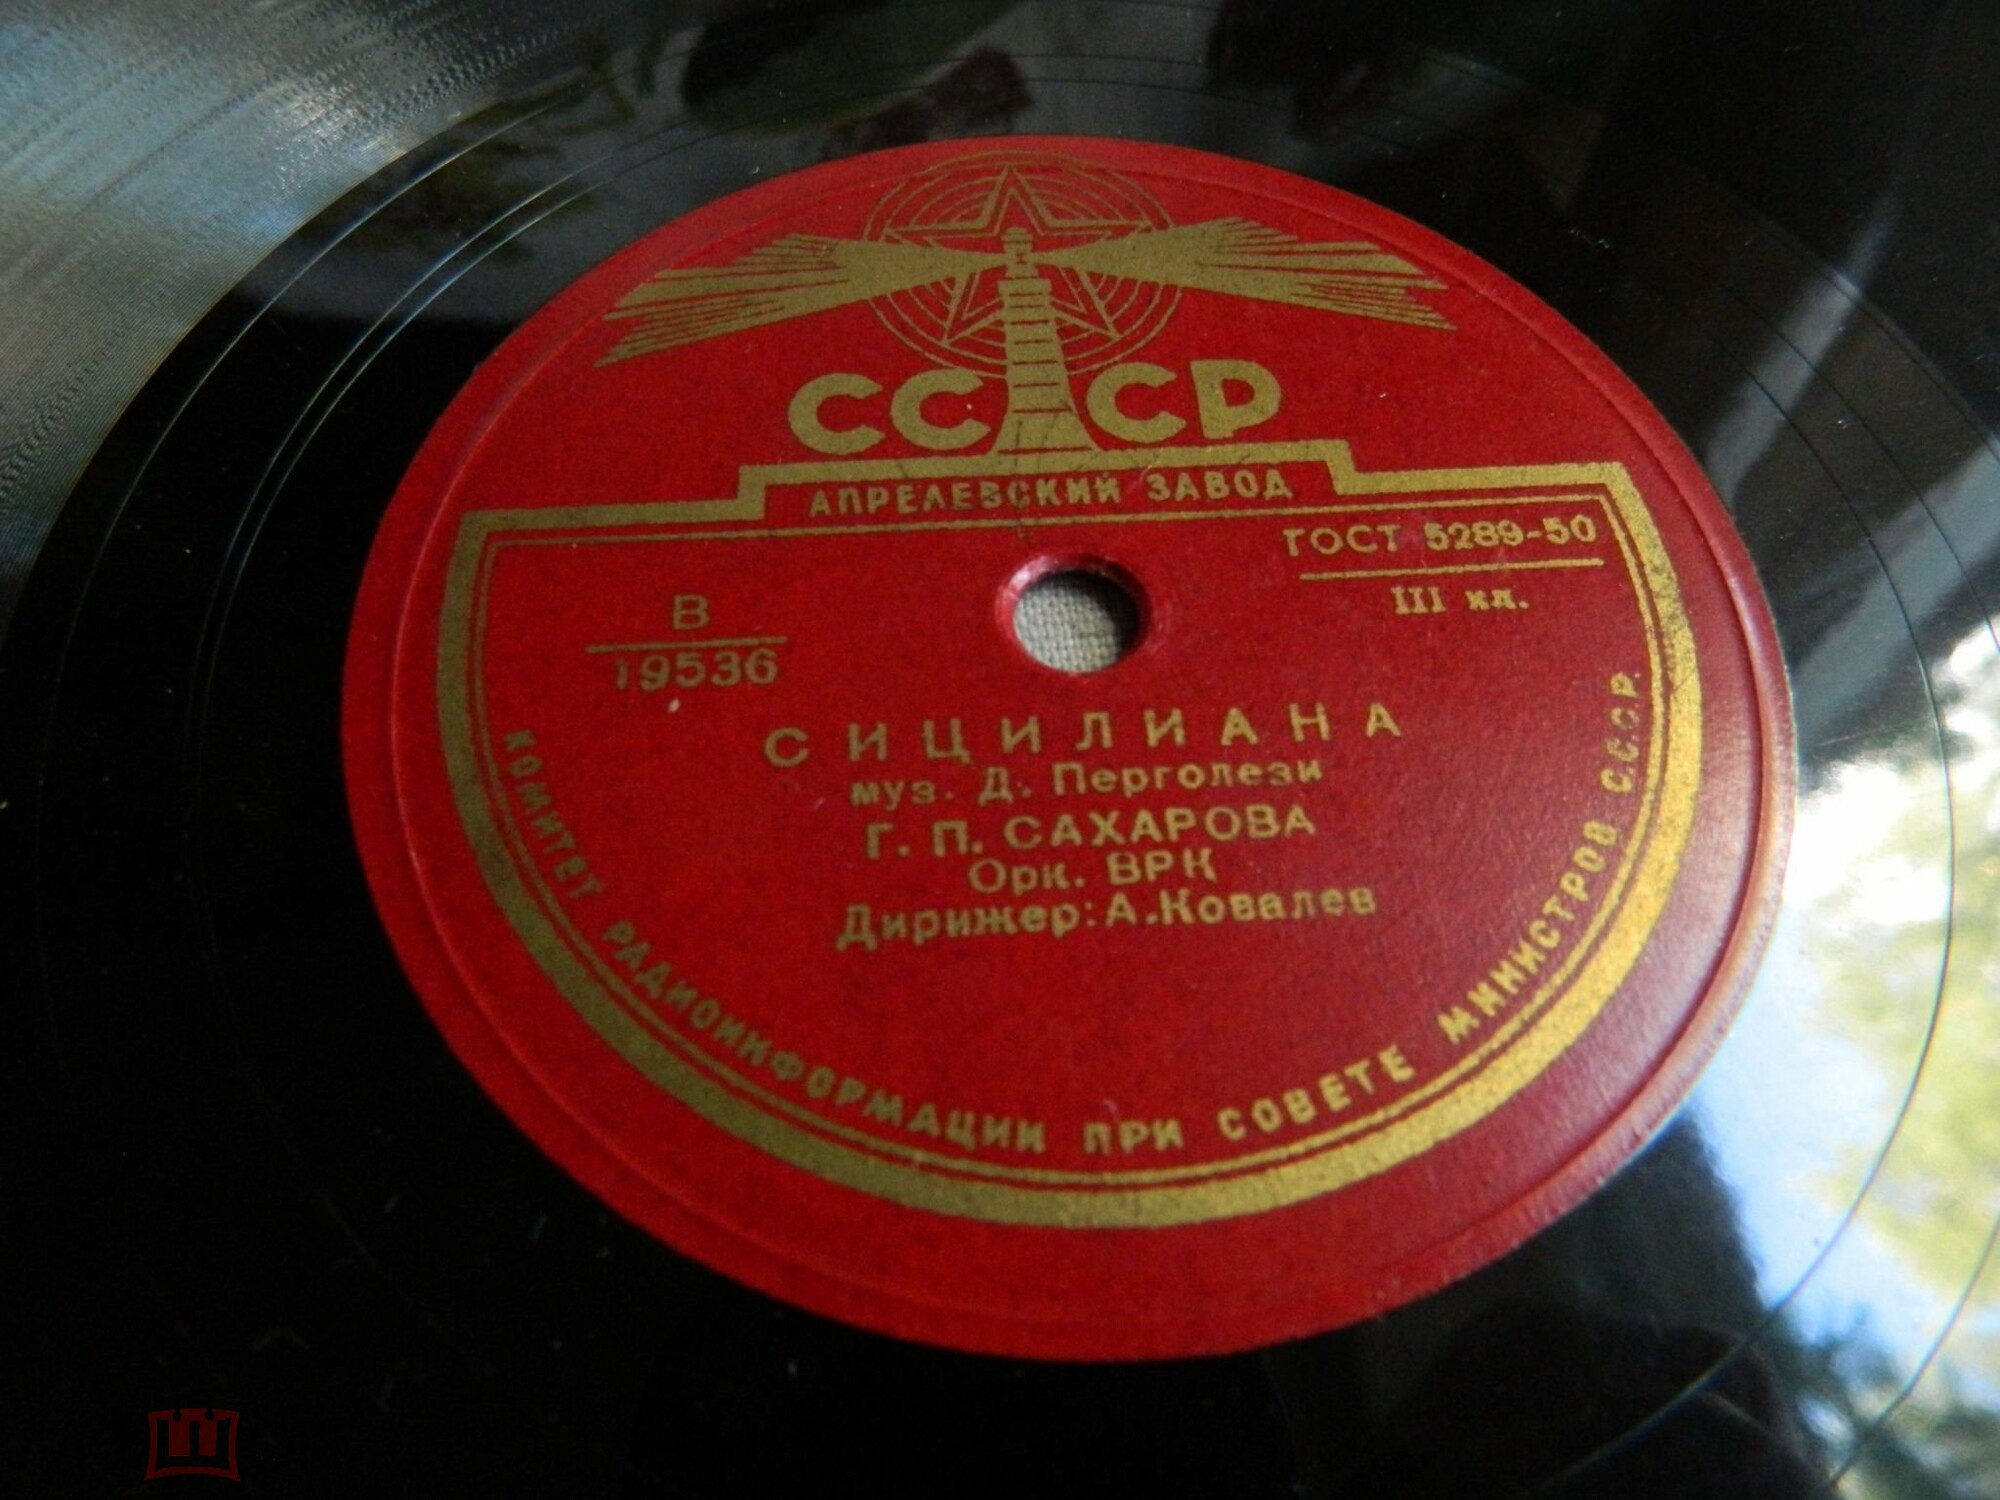 СССР
АПРЕЛЕВСКИЙ ЗАВОД
ГОСТ 5289-50
III кл.
В
19536
СИЦИЛИАНА
муз. Д. Перголези
Г. П. САХАРОВА
Орк. ВРК
Дирижер: А.Ковалев
КОМИТЕТ РАДИОИНФОРМАЦИИ ПРИ СОВЕТЕ МИНИСТРОВ С.С.С.Р.